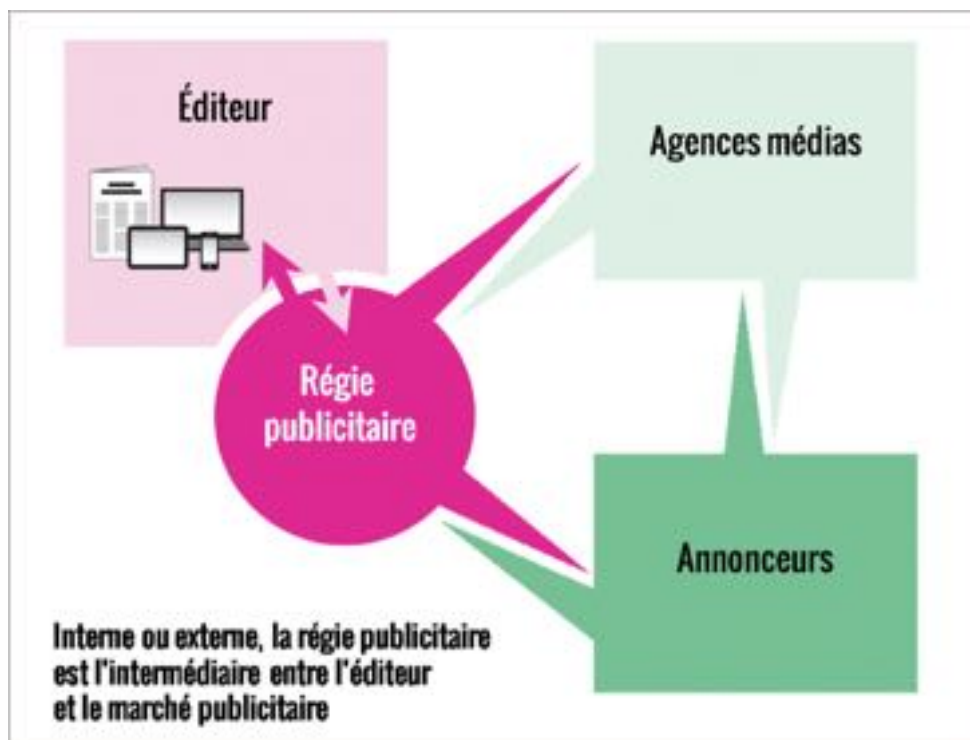 Éditeur
Agences médias
Régie
publicitaire
Annonceurs
Interne ou externe, la régie publicitaire
est l'intermédiaire entre l'éditeur
et le marché publicitaire